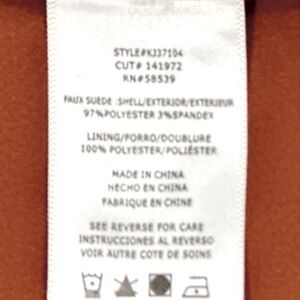 STYLE#KJ37104
CUT# 141972
RN#58539
FAUX SUEDE :SHELL/EXTERIOR/EXTERIEUR
97%POLYESTER 3%SPANDEX
LINING/FORRO/DOUBLURE
100% POLYESTER/POLIÉSTER
MADE IN CHINA
HECHO EN CHINA
FABRIQUE EN CHINE
SEE REVERSE FOR CARE
INSTRUCCIONES AL REVERSO
VOIR AUTRE COTE DE SOINS